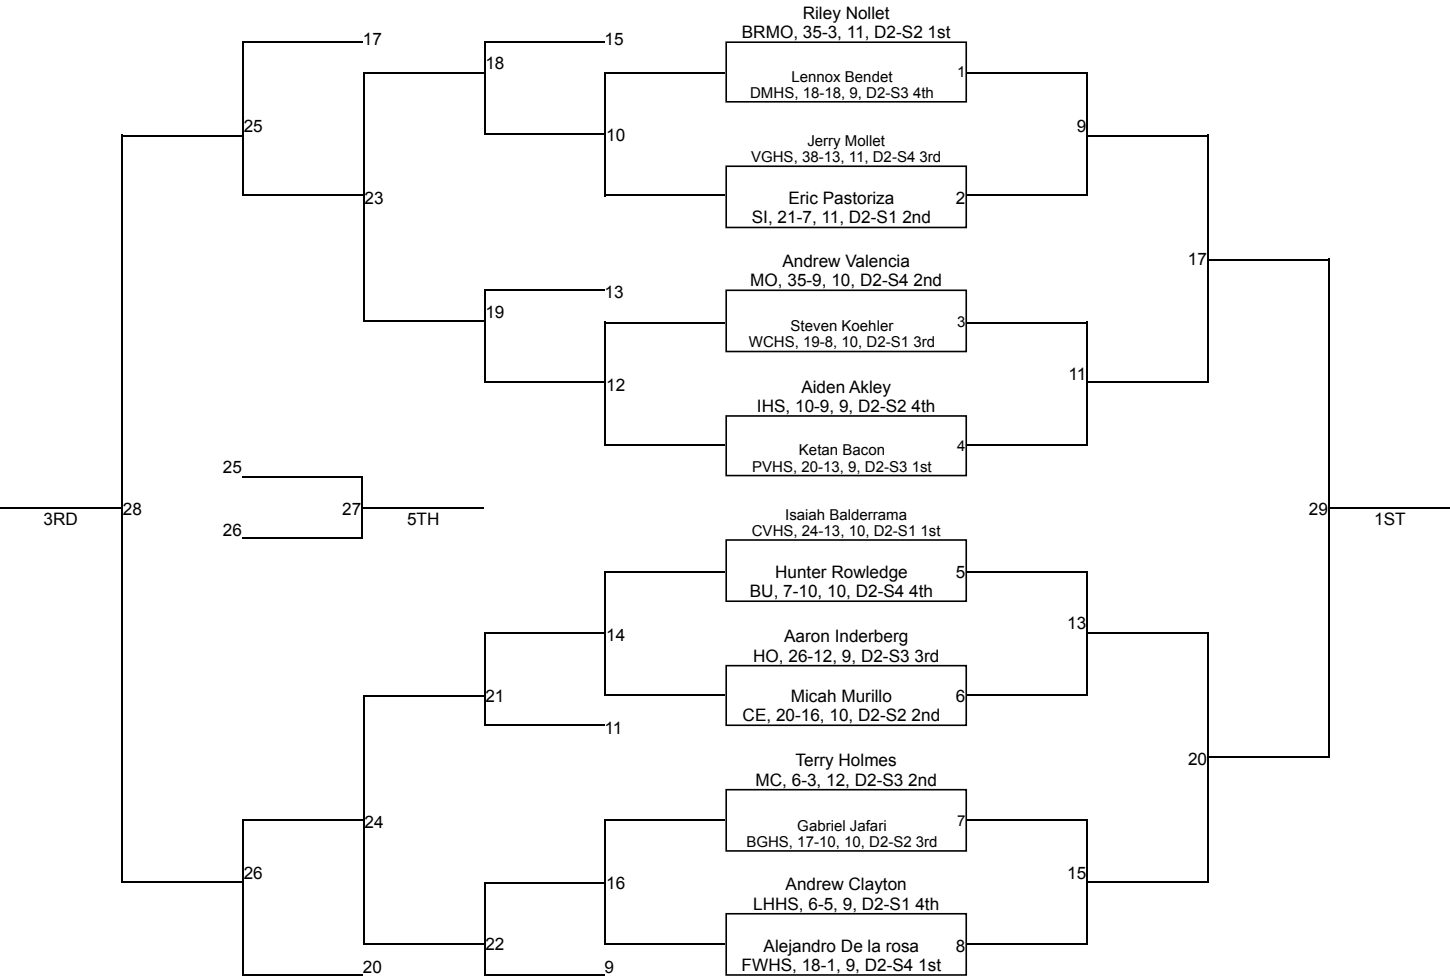 Riley Nollet
BRMO, 35-3, 11, D2-S2 1st
17
15
18
Lennox Bendet
DMHS, 18-18, 9, D2-S3 4th
1
25
10
9
Jerry Mollet
VGHS, 38-13, 11, D2-S4 3rd
23
Eric Pastoriza
SI, 21-7, 11, D2-S1 2nd
2
Andrew Valencia
MO, 35-9, 10, D2-S4 2nd
17
13
19
Steven Koehler
WCHS, 19-8, 10, D2-S1 3rd
3
12
11
Aiden Akley
IHS, 10-9, 9, D2-S2 4th
Ketan Bacon
PVHS, 20-13, 9, D2-S3 1st
4
25
28
27
29
3RD
5TH
1ST
26
Isaiah Balderrama
CVHS, 24-13, 10, D2-S1 1st
Hunter Rowledge
BU, 7-10, 10, D2-S4 4th
5
14
13
Aaron Inderberg
HO, 26-12, 9, D2-S3 3rd
21
Micah Murillo
CE, 20-16, 10, D2-S2 2nd
6
11
Terry Holmes
MC, 6-3, 12, D2-S3 2nd
20
24
Gabriel Jafari
BGHS, 17-10, 10, D2-S2 3rd
7
26
16
15
Andrew Clayton
LHHS, 6-5, 9, D2-S1 4th
22
Alejandro De la rosa
FWHS, 18-1, 9, D2-S4 1st
8
20
9